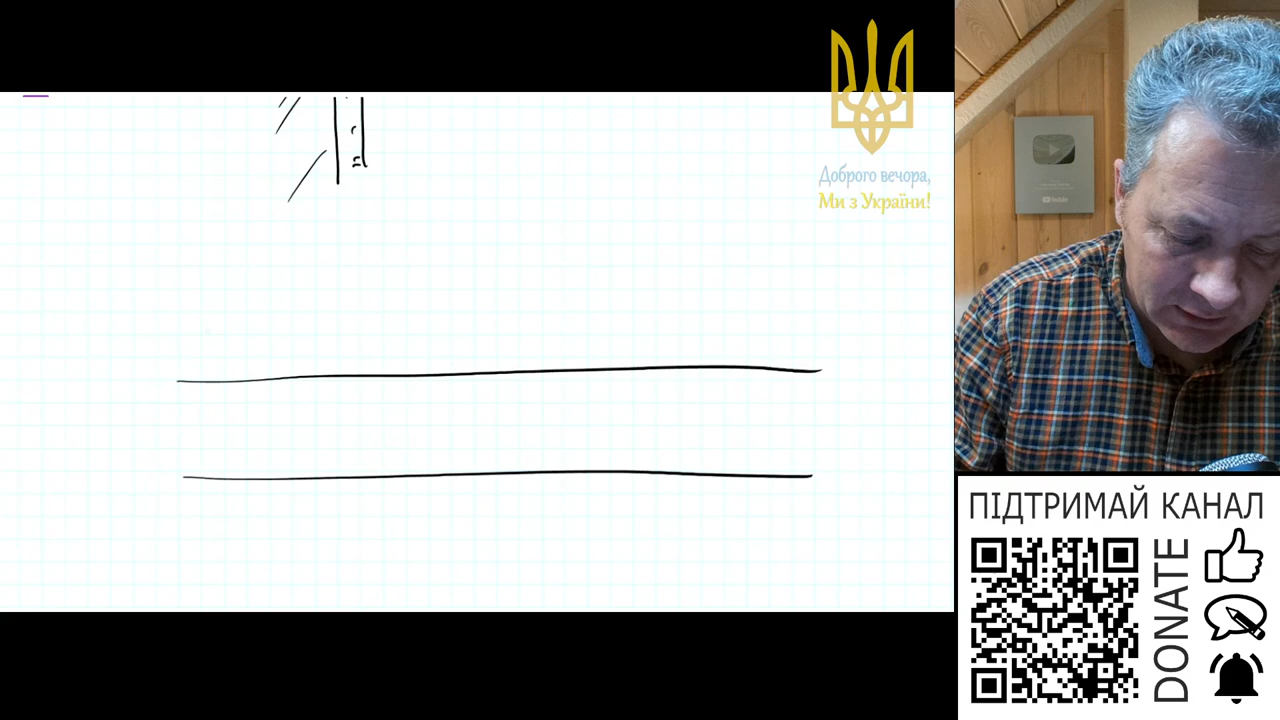 Доброго вечора,
Ми з України!
ПІДТРИМАЙ КАНАЛ
DONATE